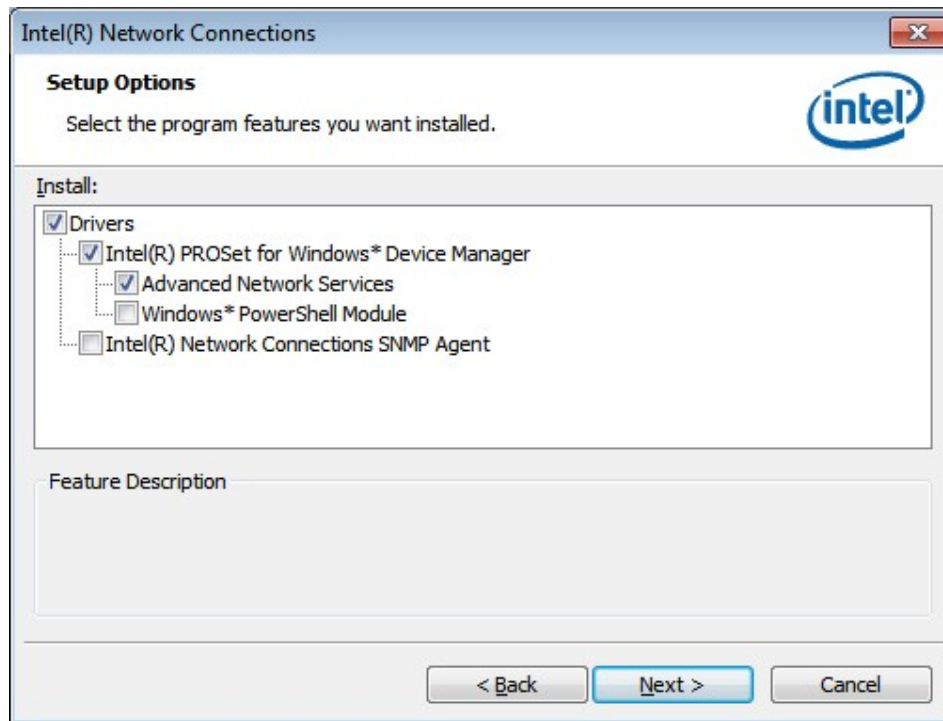 Intel(R) Network Connections
Setup Options
Select the program features you want installed.
intel
Install:
Drivers
Intel(R) PROSet for Windows* Device Manager
Advanced Network Services
Windows* PowerShell Module
Intel(R) Network Connections SNMP Agent
Feature Description
< Back
Next >
Cancel